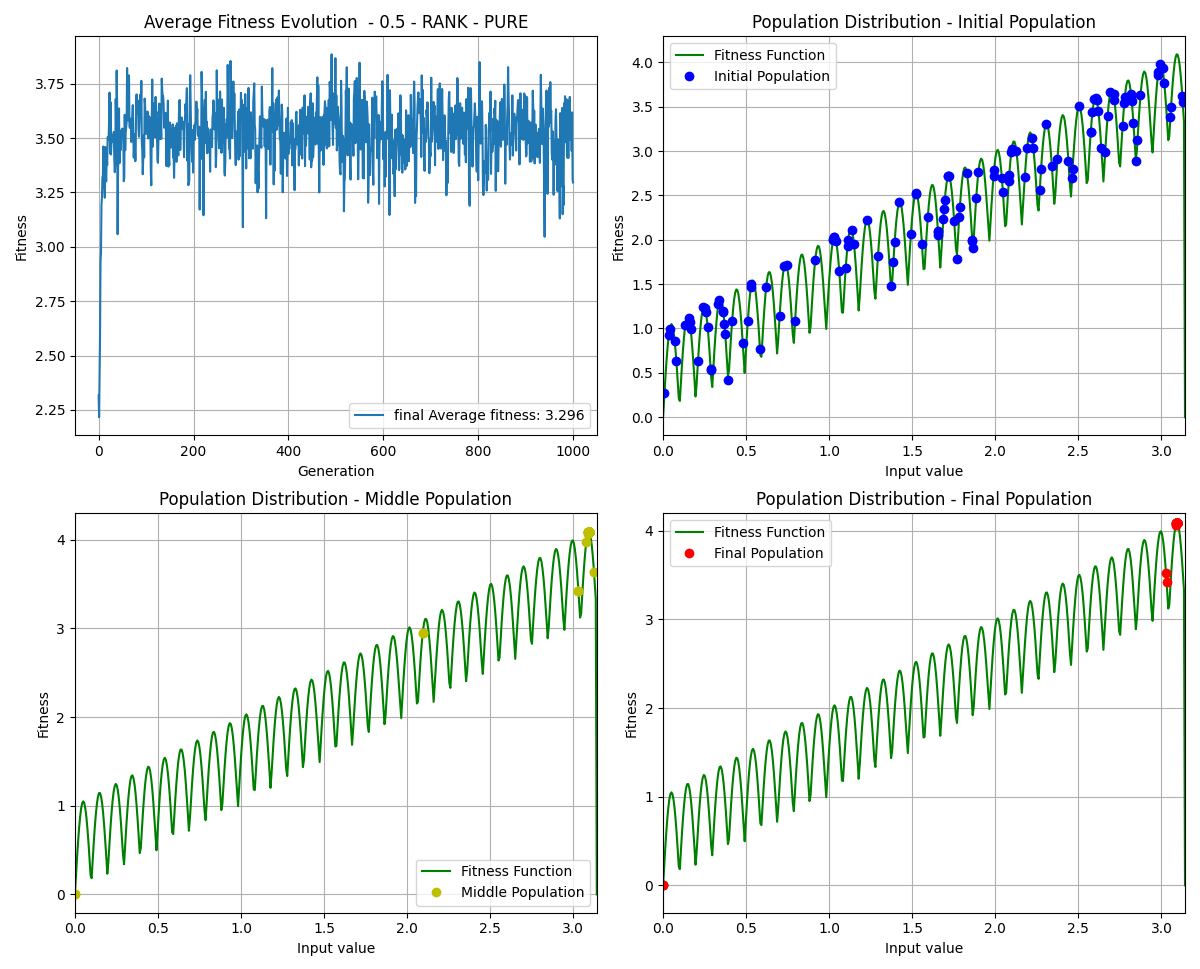 Average Fitness Evolution  - 0.5 - RANK - PURE
Fitness
3.75
3.50
3.25
3.00
2.75
2.50
2.25
final Average fitness: 3.296
0
200
400
600
800
1000
Generation
Population Distribution - Initial Population
Fitness
4.0
3.5
3.0
2.5
2.0
1.5
1.0
0.5
0.0
Fitness Function
Initial Population
0.0
0.5
1.0
1.5
2.0
2.5
3.0
Input value
Population Distribution - Middle Population
Fitness
4
3
2
1
0
Fitness Function
Middle Population
0.0
0.5
1.0
1.5
2.0
2.5
3.0
Input value
Population Distribution - Final Population
Fitness
4
3
2
1
0
Fitness Function
Final Population
0.0
0.5
1.0
1.5
2.0
2.5
3.0
Input value